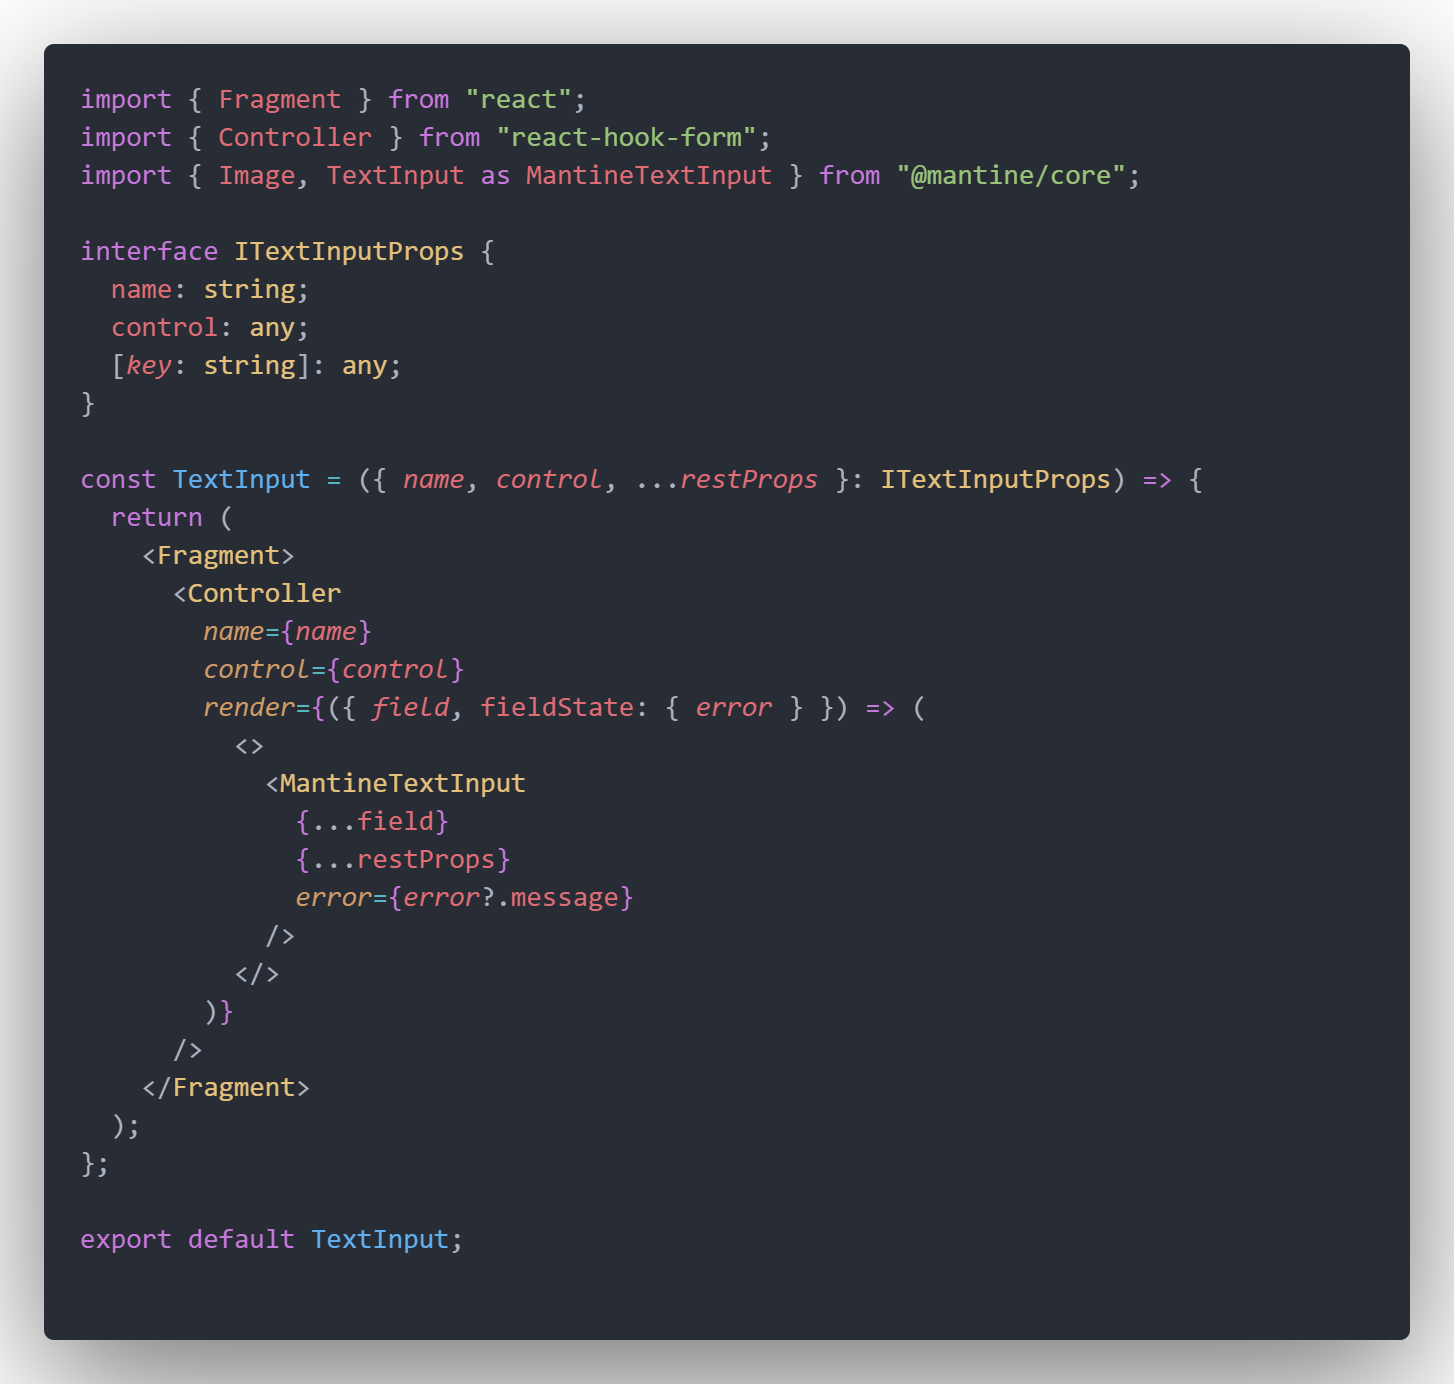 import { Fragment } from "react";
import { Controller } from "react-hook-form";
import { Image, TextInput as MantineTextInput } from "@mantine/core";

interface ITextInputProps {
  name: string;
  control: any;
  [key: string]: any;
}

const TextInput = ({ name, control, ...restProps }: ITextInputProps) => {
  return (
    <Fragment>
      <Controller
        name={name}
        control={control}
        render={({ field, fieldState: { error } }) => (
          <>
            <MantineTextInput
              {...field}
              {...restProps}
              error={error?.message}
            />
          </>
        )}
      />
    </Fragment>
  );
};

export default TextInput;